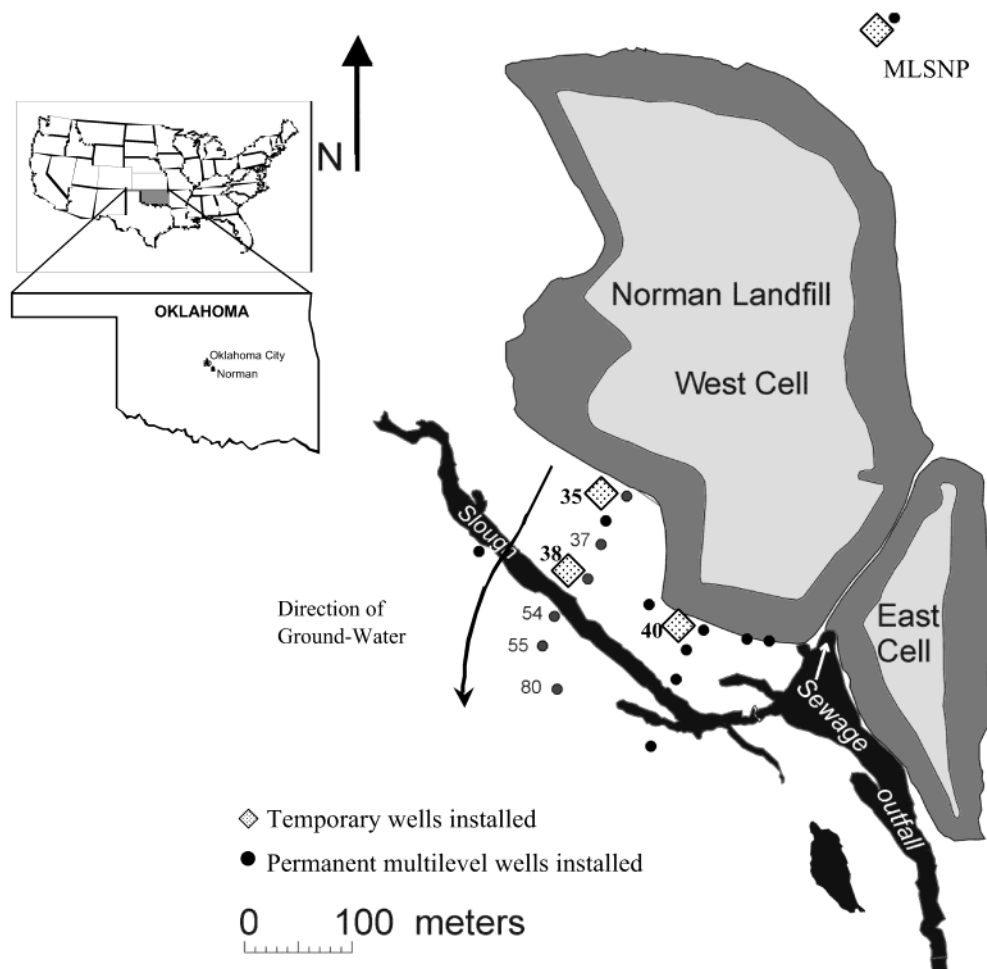 MLSNP
N
OKLAHOMA
Oklahoma City
Norman
Norman Landfill
West Cell
35
37
38
Slough
Direction of
Ground-Water
54
55
80
40
East
Cell
Sewage
outfall
Temporary wells installed
Permanent multilevel wells installed
0 100 meters